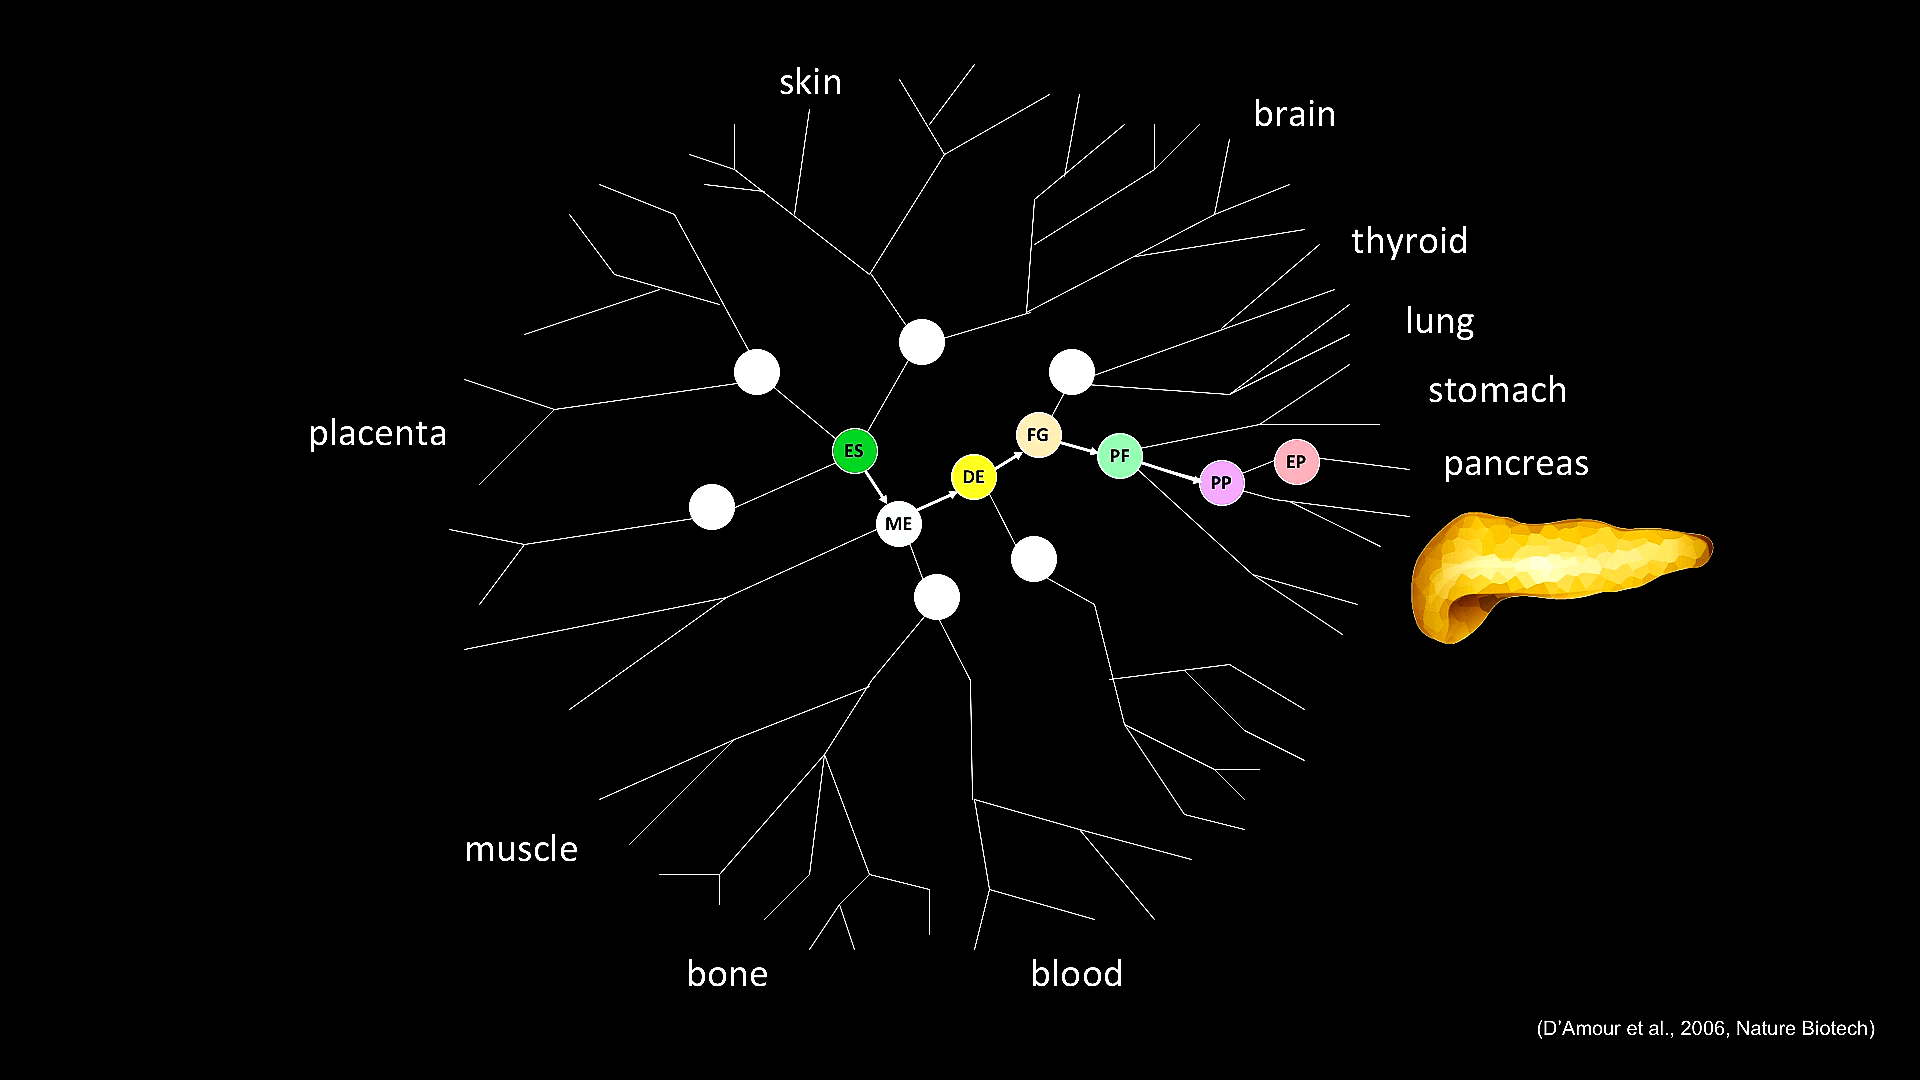 skin
brain
thyroid
lung
stomach
placenta
pancreas
ES
ME
DE
FG
PF
PP
EP
muscle
bone
blood
(D'Amour et al., 2006, Nature Biotech)